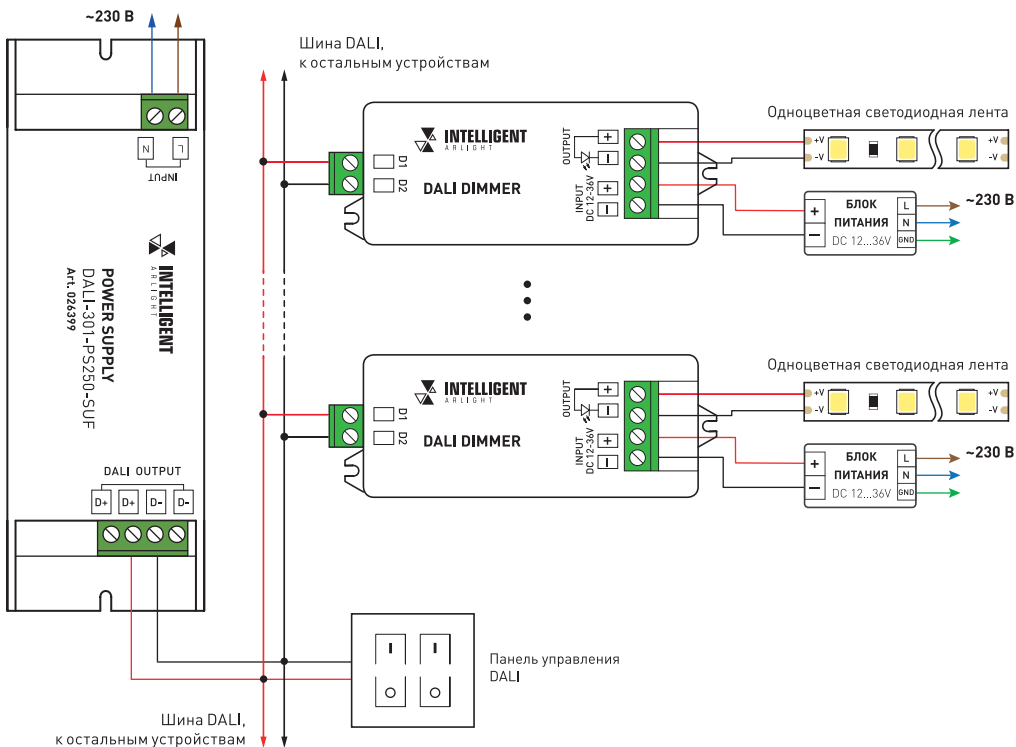 ~230 В
N
L
INPUT
INTELLIGENT
ARLIGHT
POWER SUPPLY
DALI-301-PS250-SUF
Art. 026399
DALI OUTPUT
D+
D+
D-
D-
Шина DALI,
к остальным устройствам
INTELLIGENT
ARLIGHT
DALI DIMMER
D1
D2
OUTPUT
+
–
INPUT
DC 12-36V
+
–
Одноцветная светодиодная лента
+V
-V
+V
-V
БЛОК
ПИТАНИЯ
DC 12...36V
+
–
L
N
GND
~230 В
INTELLIGENT
ARLIGHT
DALI DIMMER
D1
D2
OUTPUT
+
–
INPUT
DC 12-36V
+
–
Одноцветная светодиодная лента
+V
-V
+V
-V
БЛОК
ПИТАНИЯ
DC 12...36V
+
–
L
N
GND
~230 В
I
I
O
O
Панель управления
DALI
Шина DALI,
к остальным устройствам